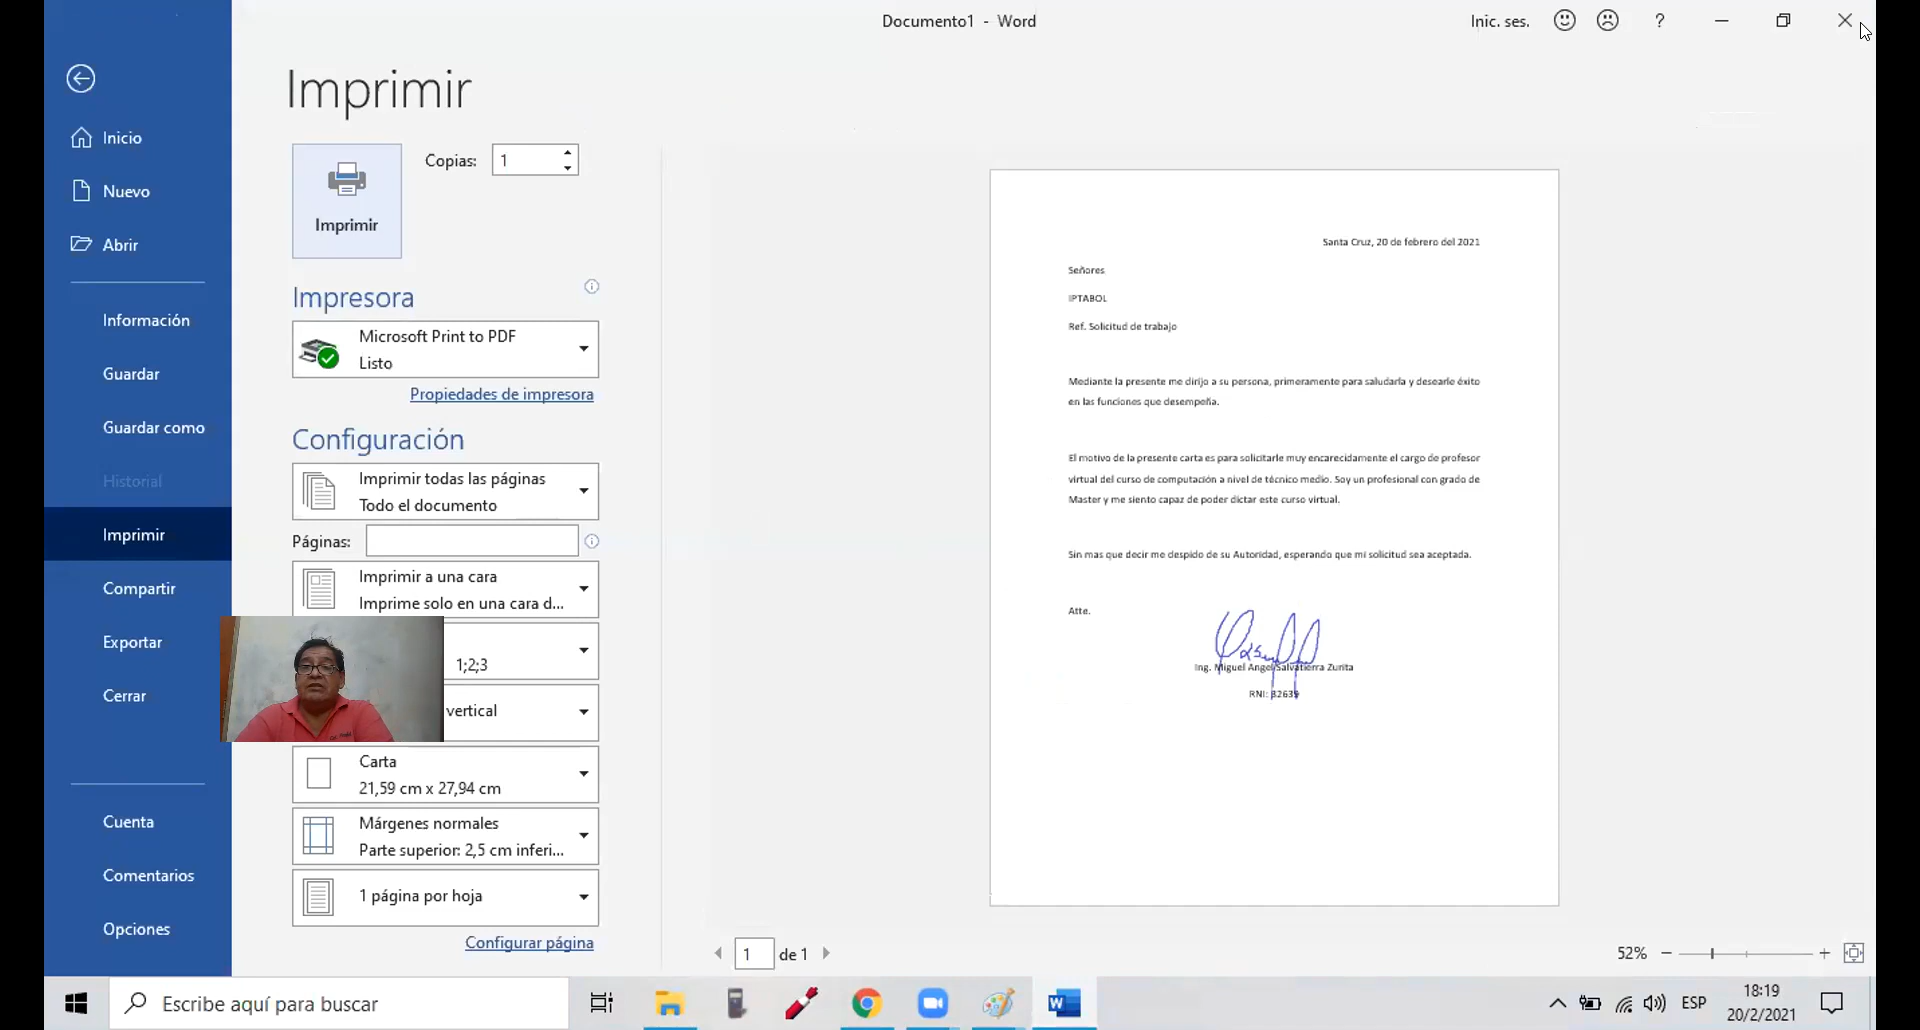 Documento1 - Word
Inic. ses.
?
Inicio
Nuevo
Abrir
Información
Guardar
Guardar como
Historial
Imprimir
Compartir
Exportar
Cerrar
Cuenta
Comentarios
Opciones
Imprimir
Imprimir
Copias: 1
Impresora
Microsoft Print to PDF
Listo
Propiedades de impresora
Configuración
Imprimir todas las páginas
Todo el documento
Páginas:
Imprimir a una cara
Imprime solo en una cara d...
1;2;3
vertical
Carta
21,59 cm x 27,94 cm
Márgenes normales
Parte superior: 2,5 cm inferi...
1 página por hoja
Configurar página
Santa Cruz, 20 de febrero del 2021
Señores
IPTABOL
Ref. Solicitud de trabajo
Mediante la presente me dirijo a su persona, primeramente para saludarla y desearle éxito
en las funciones que desempeña.
El motivo de la presente carta es para solicitarle muy encarecidamente el cargo de profesor
virtual del curso de computación a nivel de técnico medio. Soy un profesional con grado de
Master y me siento capaz de poder dictar este curso virtual.
Sin mas que decir me despido de su Autoridad, esperando que mi solicitud sea aceptada.
Atte.
Ing. Miguel Angel Salvatierra Zurita
RNI: 32639
1 de 1
52%
Escribe aquí para buscar
ESP
18:19
20/2/2021